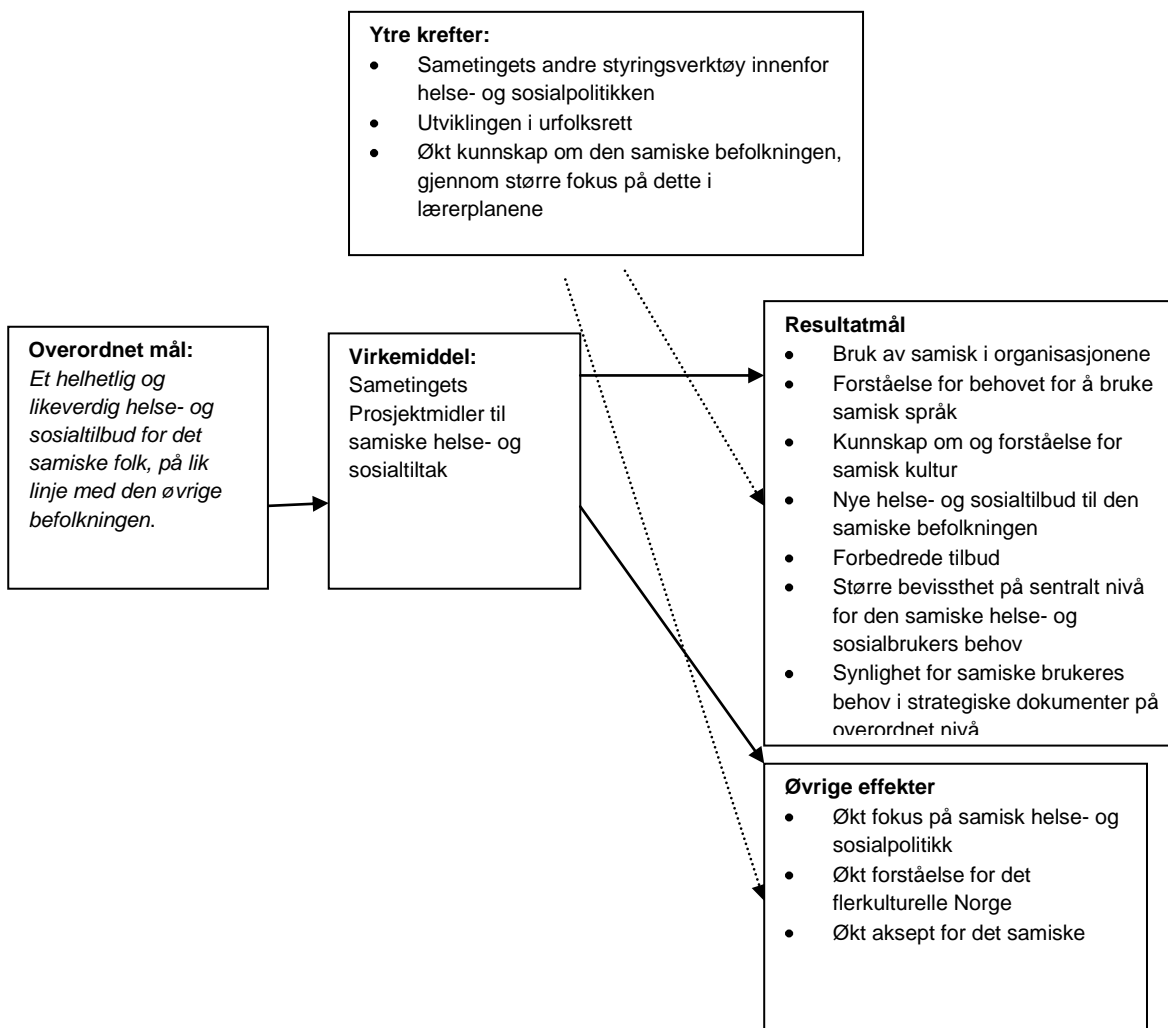 Ytre krefter:
• Sametingets andre styringsverktøy innenfor
helse- og sosialpolitikken
• Utviklingen i urfolksrett
• Økt kunnskap om den samiske befolkningen,
gjennom større fokus på dette i
lærerplanene
Overordnet mål:
Et helhetlig og
likeverdig helse- og
sosialtilbud for det
samiske folk, på lik
linje med den øvrige
befolkningen.
Virkemiddel:
Sametingets
Prosjektmidler til
samiske helse- og
sosialtiltak
Resultatmål
• Bruk av samisk i organisasjonene
• Forståelse for behovet for å bruke
samisk språk
• Kunnskap om og forståelse for
samisk kultur
• Nye helse- og sosialtilbud til den
samiske befolkningen
• Forbedrede tilbud
• Større bevissthet på sentralt nivå
for den samiske helse- og
sosialbrukers behov
• Synlighet for samiske brukeres
behov i strategiske dokumenter på
overordnet nivå
Øvrige effekter
• Økt fokus på samisk helse- og
sosialpolitikk
• Økt forståelse for det
flerkulturelle Norge
• Økt aksept for det samiske